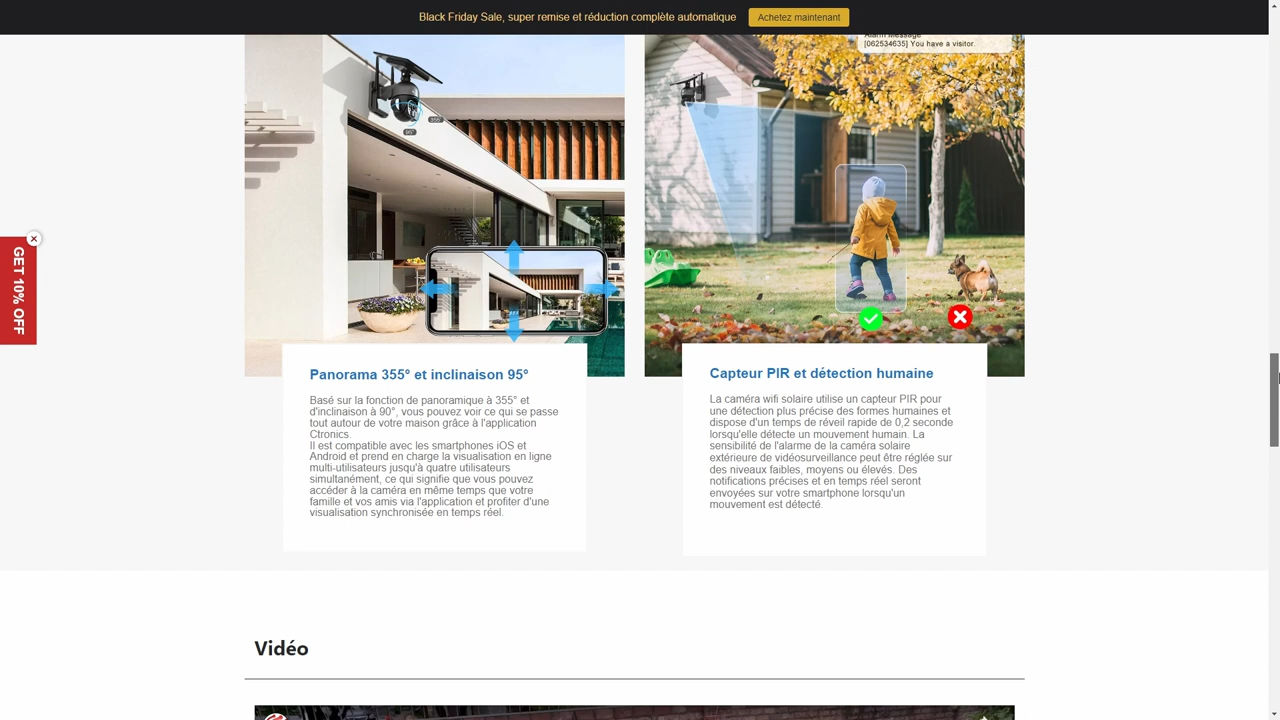 Black Friday Sale, super remise et réduction complète automatique
Achetez maintenant
Alarm Message
[062534635] You have a visitor.
355°
95°
GET 10% OFF
Panorama 355° et inclinaison 95°
Basé sur la fonction de panoramique à 355° et
d'inclinaison à 90°, vous pouvez voir ce qui se passe
tout autour de votre maison grâce à l'application
Ctronics.
Il est compatible avec les smartphones iOS et
Android et prend en charge la visualisation en ligne
multi-utilisateurs jusqu'à quatre utilisateurs
simultanément, ce qui signifie que vous pouvez
accéder à la caméra en même temps que votre
famille et vos amis via l'application et profiter d'une
visualisation synchronisée en temps réel.
Capteur PIR et détection humaine
La caméra wifi solaire utilise un capteur PIR pour
une détection plus précise des formes humaines et
dispose d'un temps de réveil rapide de 0,2 seconde
lorsqu'elle détecte un mouvement humain. La
sensibilité de l'alarme de la caméra solaire
extérieure de vidéosurveillance peut être réglée sur
des niveaux faibles, moyens ou élevés. Des
notifications précises et en temps réel seront
envoyées sur votre smartphone lorsqu'un
mouvement est détecté.
Vidéo